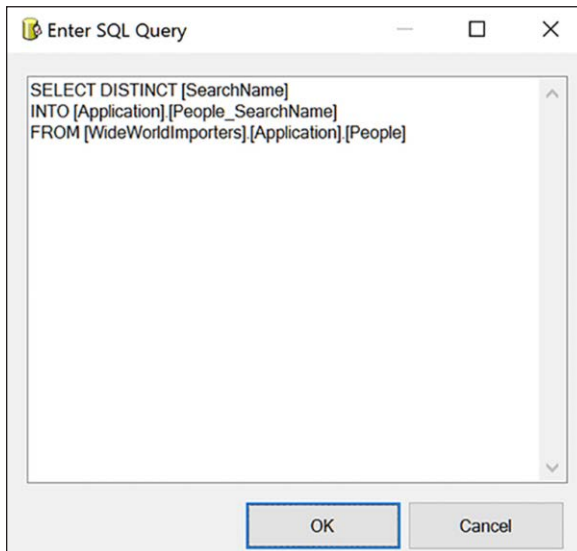 Enter SQL Query
SELECT DISTINCT [SearchName]
INTO [Application].[People_SearchName]
FROM [WideWorldImporters].[Application].[People]
OK
Cancel